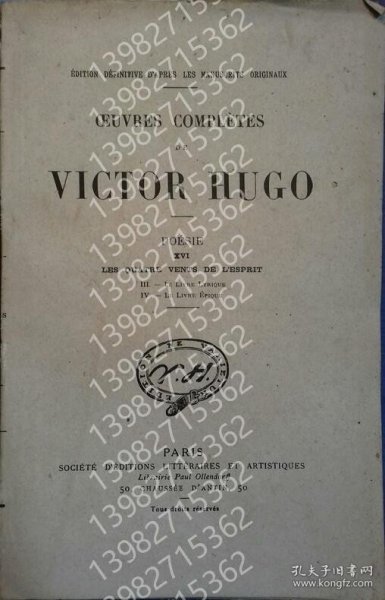 ÉDITION DÉFINITIVE D'APRÈS LES MANUSCRITS ORIGINAUX
ŒUVRES COMPLÈTES
DE
VICTOR HUGO
POÉSIE
XVI
LES QUATRE VENTS DE L'ESPRIT
III — LE LIVRE LYRIQUE
IV — LE LIVRE ÉPIQUE
ÉDITION NE VARIETUR
V.H.
PARIS
SOCIÉTÉ D'ÉDITIONS LITTÉRAIRES ET ARTISTIQUES
Librairie Paul Ollendorff
50, CHAUSSÉE D'ANTIN, 50
Tous droits réservés
13982715362
13982715362
13982715362
13982715362
13982715362
13982715362
13982715362
13982715362
13982715362
13982715362
孔夫子旧书网
www.kongfz.com